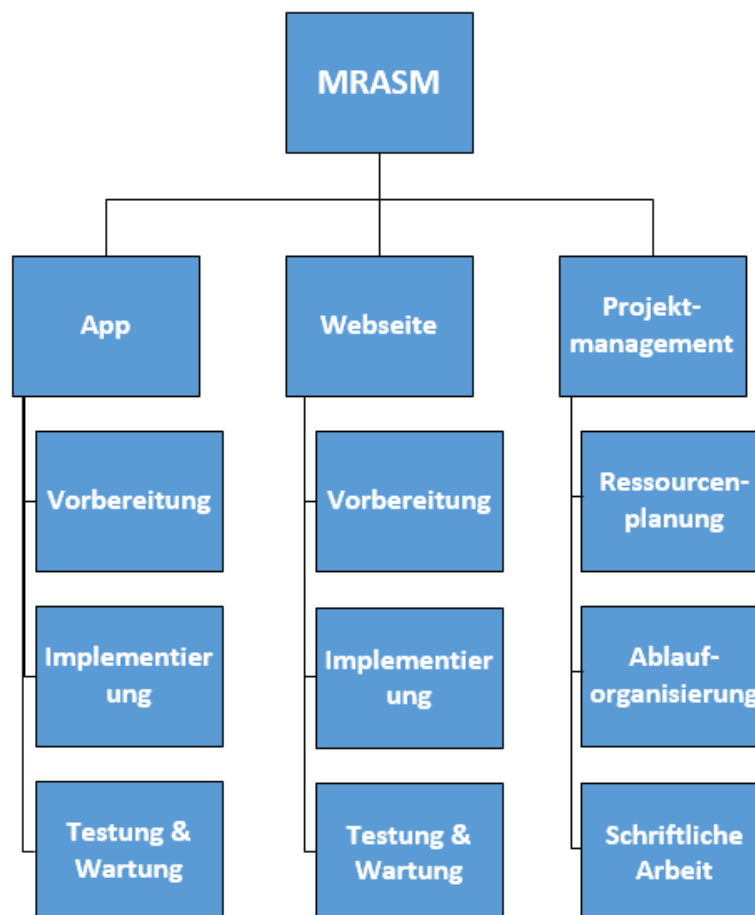 MRASM
App
Webseite
Projekt-
management
Vorbereitung
Vorbereitung
Ressourcen-
planung
Implementier
ung
Implementier
ung
Ablauf-
organisierung
Testung &
Wartung
Testung &
Wartung
Schriftliche
Arbeit